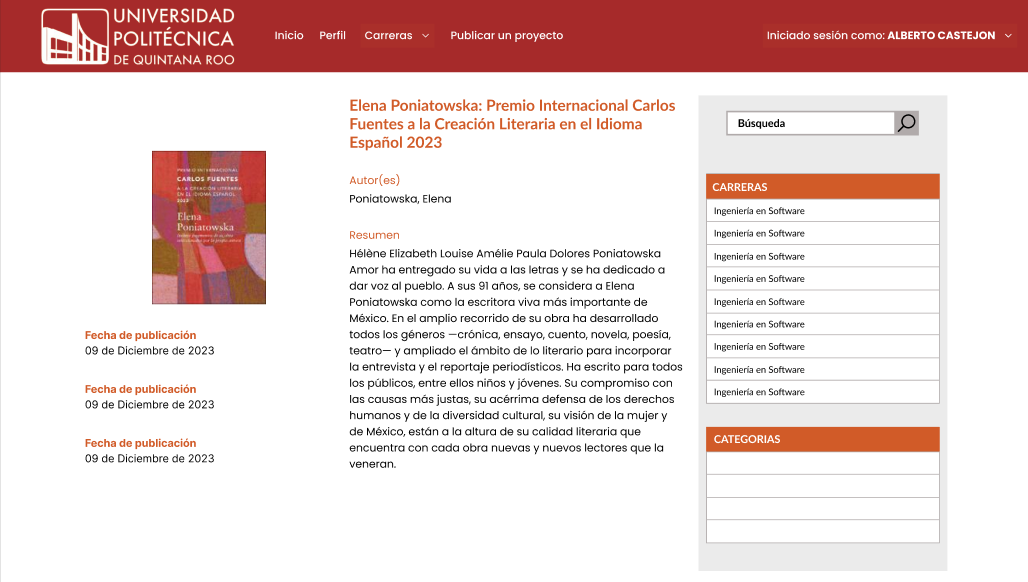 UNIVERSIDAD
POLITÉCNICA
DE QUINTANA ROO
Inicio
Perfil
Carreras
Publicar un proyecto
Iniciado sesión como: ALBERTO CASTEJON
PREMIO INTERNACIONAL
CARLOS FUENTES
A LA CREACIÓN LITERARIA
EN EL IDIOMA ESPAÑOL
2023
Elena
Poniatowska
Fecha de publicación
09 de Diciembre de 2023
Fecha de publicación
09 de Diciembre de 2023
Fecha de publicación
09 de Diciembre de 2023
Elena Poniatowska: Premio Internacional Carlos
Fuentes a la Creación Literaria en el Idioma
Español 2023
Autor(es)
Poniatowska, Elena
Resumen
Hélène Elizabeth Louise Amélie Paula Dolores Poniatowska
Amor ha entregado su vida a las letras y se ha dedicado a
dar voz al pueblo. A sus 91 años, se considera a Elena
Poniatowska como la escritora viva más importante de
México. En el amplio recorrido de su obra ha desarrollado
todos los géneros —crónica, ensayo, cuento, novela, poesía,
teatro— y ampliado el ámbito de lo literario para incorporar
la entrevista y el reportaje periodísticos. Ha escrito para todos
los públicos, entre ellos niños y jóvenes. Su compromiso con
las causas más justas, su acérrima defensa de los derechos
humanos y de la diversidad cultural, su visión de la mujer y
de México, están a la altura de su calidad literaria que
encuentra con cada obra nuevas y nuevos lectores que la
veneran.
Búsqueda
CARRERAS
Ingeniería en Software
Ingeniería en Software
Ingeniería en Software
Ingeniería en Software
Ingeniería en Software
Ingeniería en Software
Ingeniería en Software
Ingeniería en Software
Ingeniería en Software
CATEGORIAS